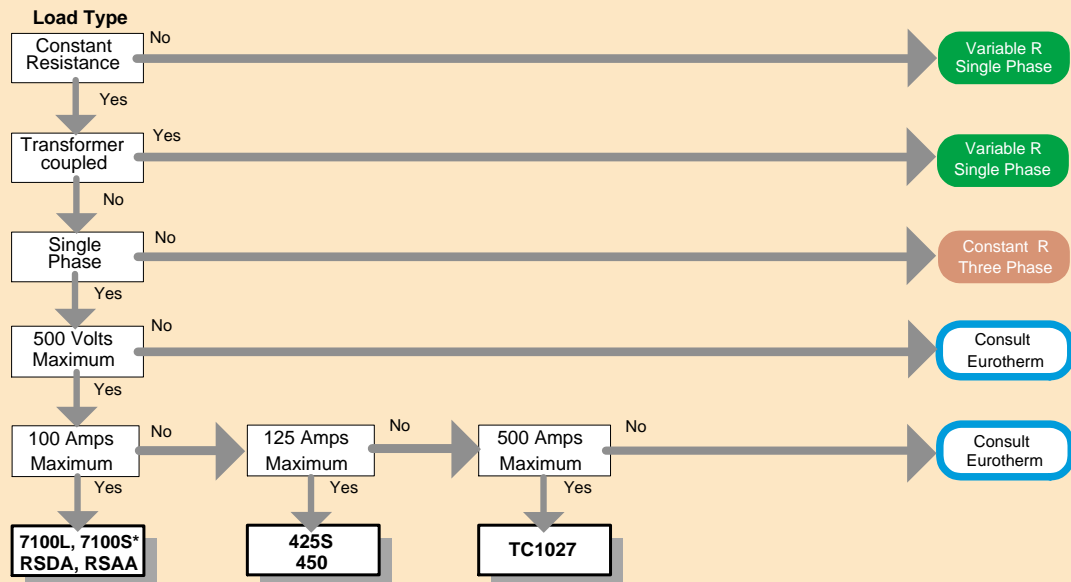 Load Type
Constant
Resistance
No
Variable R
Single Phase
Yes
Transformer
coupled
Yes
Variable R
Single Phase
No
Single
Phase
No
Constant R
Three Phase
Yes
500 Volts
Maximum
No
Consult
Eurotherm
Yes
100 Amps
Maximum
No
125 Amps
Maximum
No
500 Amps
Maximum
No
Consult
Eurotherm
Yes
Yes
Yes
7100L, 7100S*
RSDA, RSAA
425S
450
TC1027